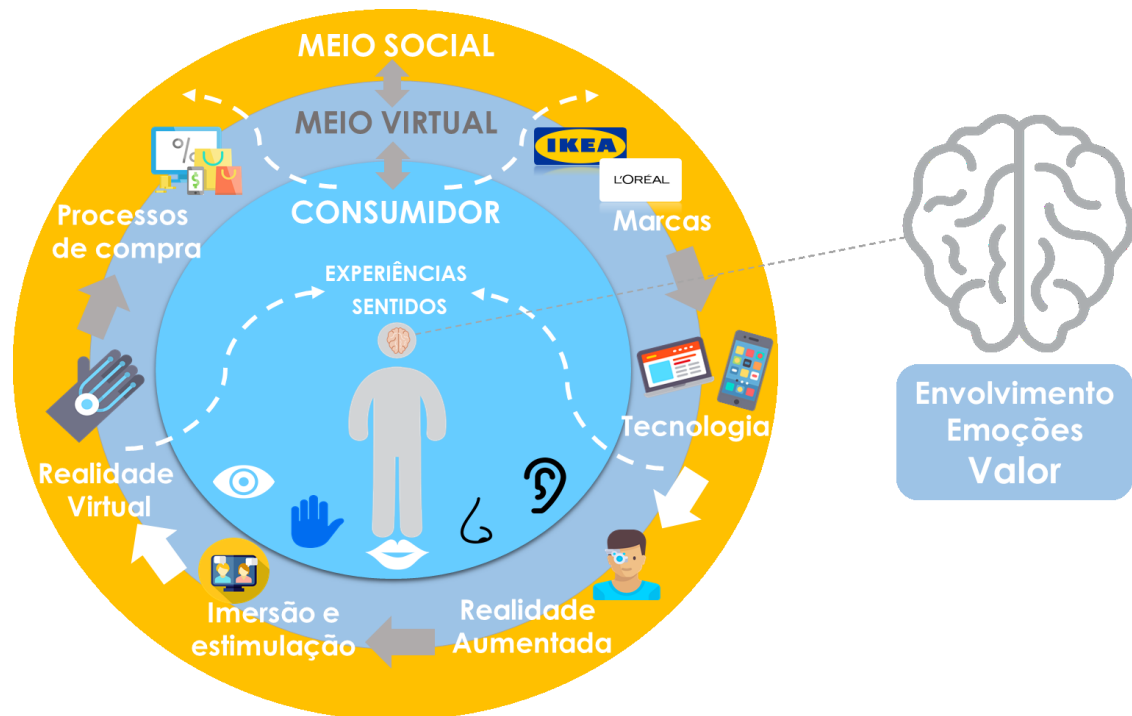 MEIO SOCIAL
MEIO VIRTUAL
%
$
IKEA
L'ORÉAL
CONSUMIDOR
Processos
de compra
Marcas
EXPERIÊNCIAS
SENTIDOS
Tecnologia
Realidade
Virtual
Imersão e
estimulação
Realidade
Aumentada
Envolvimento
Emoções
Valor